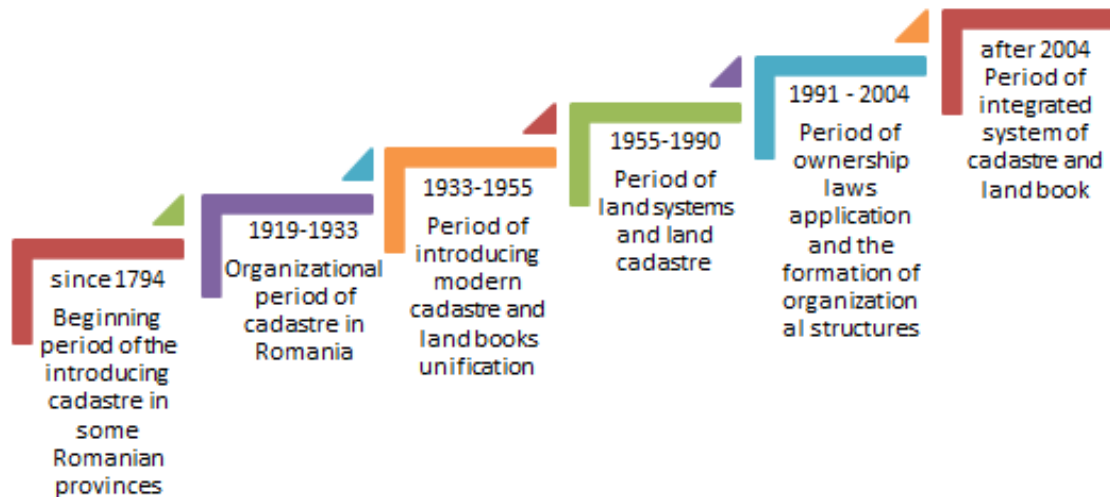 since 1794
Beginning
period of the
introducing
cadastre in
some
Romanian
provinces
1919-1933
Organizational
period of
cadastre in
Romania
1933-1955
Period of
introducing
modern
cadastre and
land books
unification
1955-1990
Period of
land systems
and land
cadastre
1991 - 2004
Period of
ownership
laws
application
and the
formation of
organization
al structures
after 2004
Period of
integrated
system of
cadastre and
land book